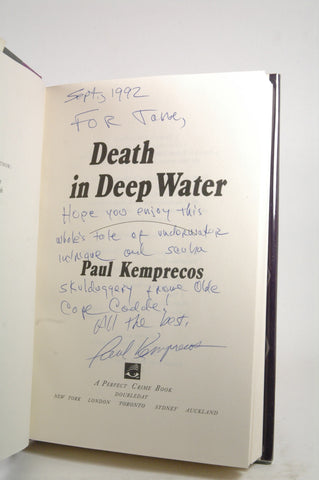 Sept, 1992
FOR
Death
in Deep Water
Hope you enjoy this
whale's tale of underwater
intrigue and scuba
Paul Kemprecos
skulduggery from Olde
Cape Codde,
All the best,
Paul Kemprecos
A PERFECT CRIME BOOK
DOUBLEDAY
NEW YORK LONDON TORONTO SYDNEY AUCKLAND